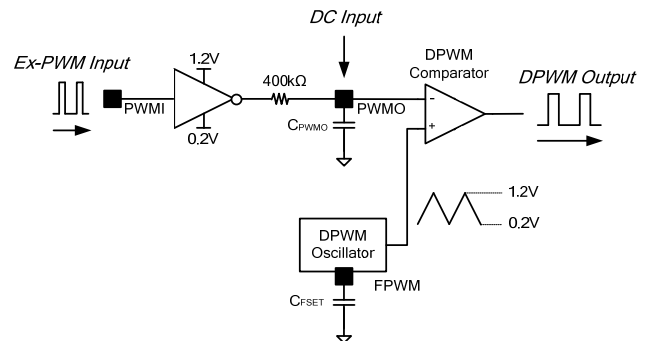 DC Input
Ex-PWM Input
1.2V
400kΩ
DPWM
Comparator
DPWM Output
PWMI
PWMO
-
CPWMO
+
0.2V
1.2V
0.2V
DPWM
Oscillator
FPWM
CFSET